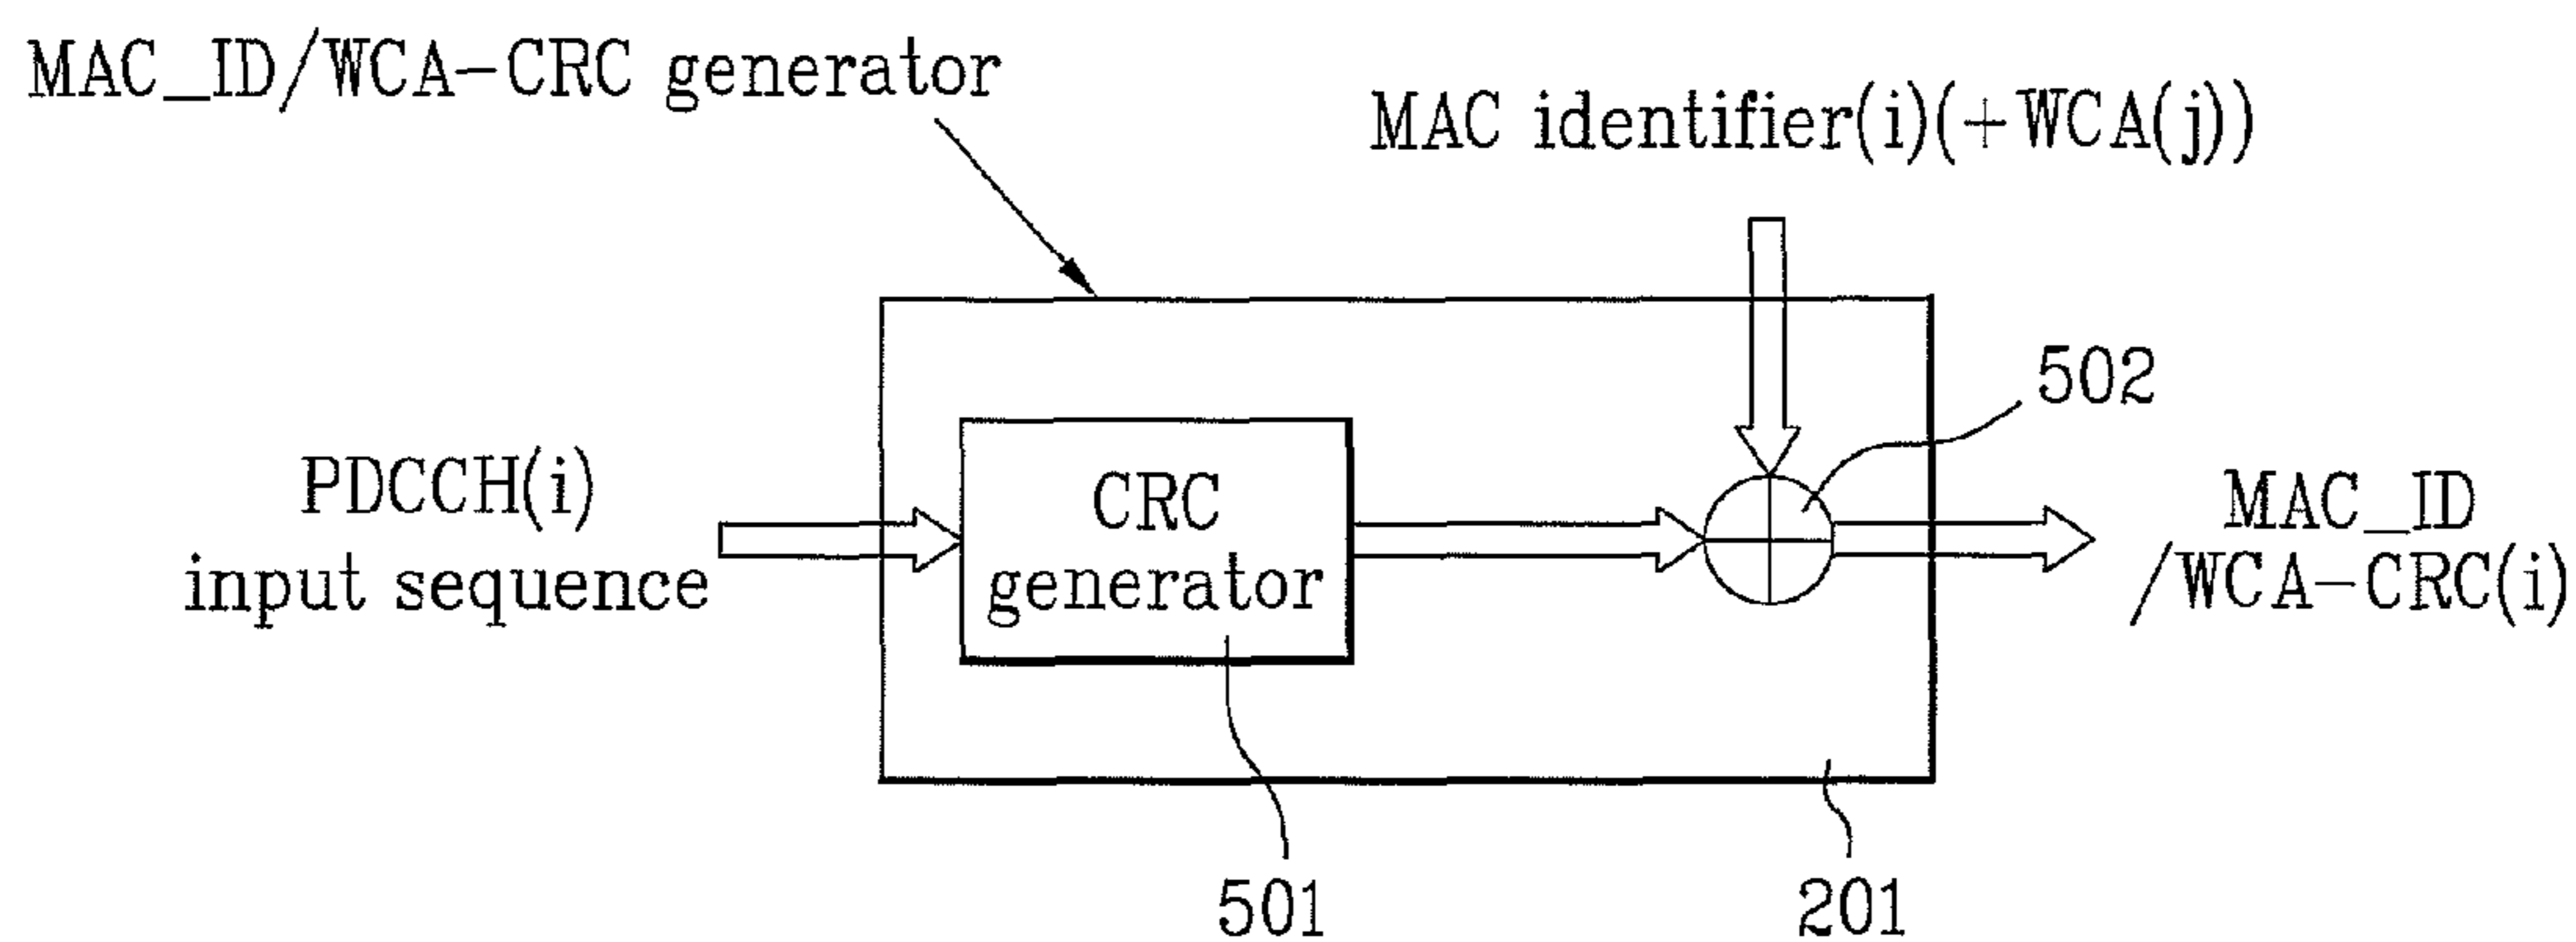 MAC_ID/WCA-CRC generator
MAC identifier(i)(+WCA(j))
502
PDCCH(i)
input sequence
CRC
generator
MAC_ID
/WCA-CRC(i)
501
201